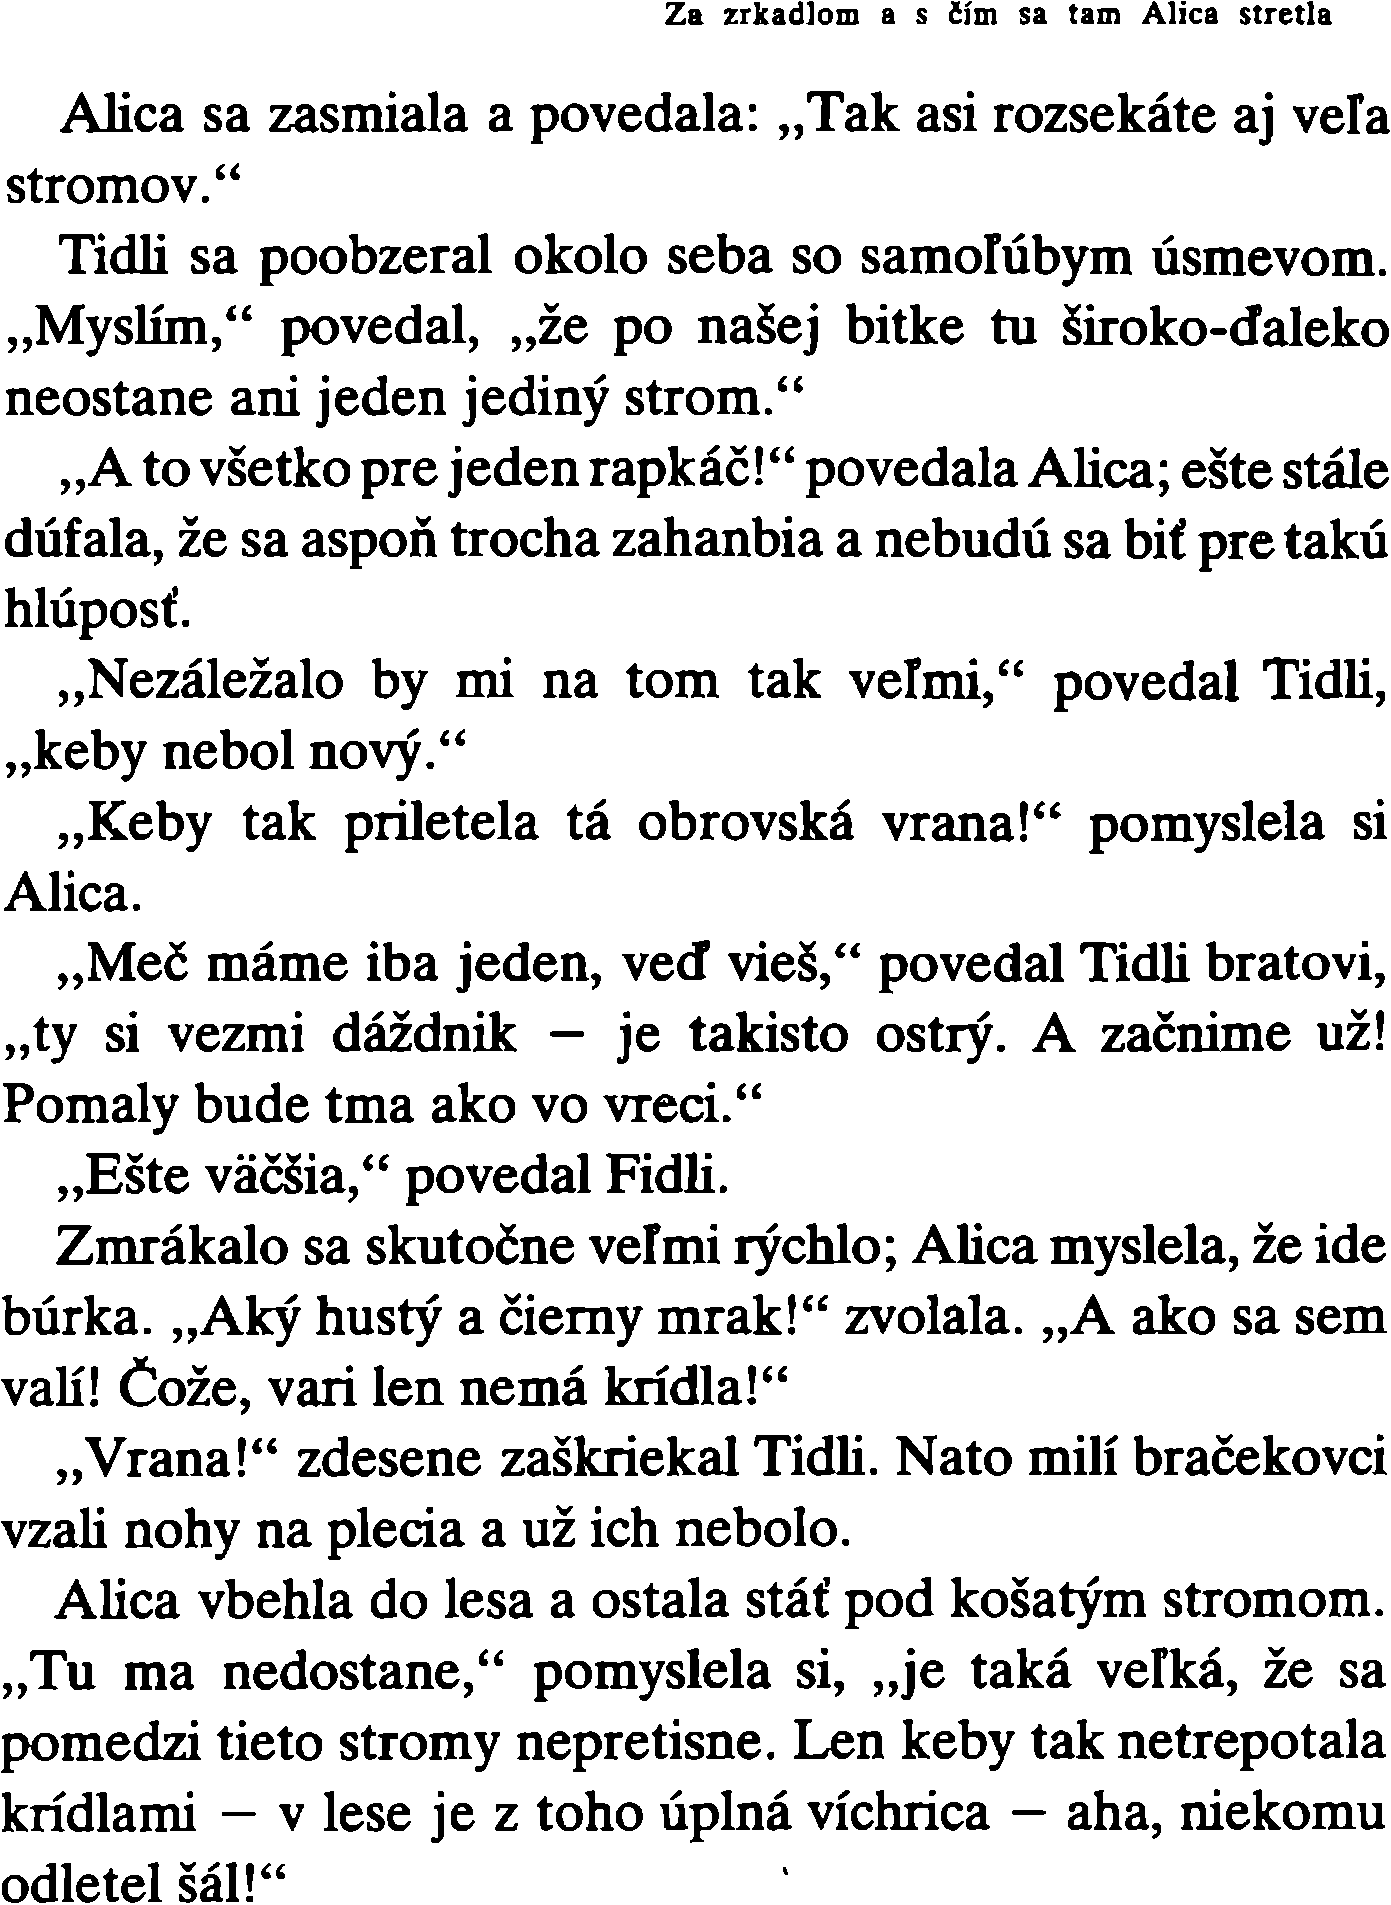 Za zrkadlom a s čím sa tam Alica stretla
Alica sa zasmiala a povedala: „Tak asi rozsekáte aj veľa
stromov.“
Tidli sa poobzeral okolo seba so samoľúbym úsmevom.
„Myslím,“ povedal, „že po našej bitke tu široko-ďaleko
neostane ani jeden jediný strom.“
„A to všetko pre jeden rapkáč!“ povedala Alica; ešte stále
dúfala, že sa aspoň trocha zahanbia a nebudú sa biť pre takú
hlúposť.
„Nezáležalo by mi na tom tak veľmi,“ povedal Tidli,
„keby nebol nový.“
„Keby tak priletela tá obrovská vrana!“ pomyslela si
Alica.
„Meč máme iba jeden, veď vieš,“ povedal Tidli bratovi,
„ty si vezmi dáždnik – je takisto ostrý. A začnime už!
Pomaly bude tma ako vo vreci.“
„Ešte väčšia,“ povedal Fidli.
Zmrákalo sa skutočne veľmi rýchlo; Alica myslela, že ide
búrka. „Aký hustý a čierny mrak!“ zvolala. „A ako sa sem
valí! Čože, vari len nemá krídla!“
„Vrana!“ zdesene zaškriekal Tidli. Nato milí bračekovci
vzali nohy na plecia a už ich nebolo.
Alica vbehla do lesa a ostala stáť pod košatým stromom.
„Tu ma nedostane,“ pomyslela si, „je taká veľká, že sa
pomedzi tieto stromy nepretisne. Len keby tak netrepotala
krídlami – v lese je z toho úplná víchrica – aha, niekomu
odletel šál!“